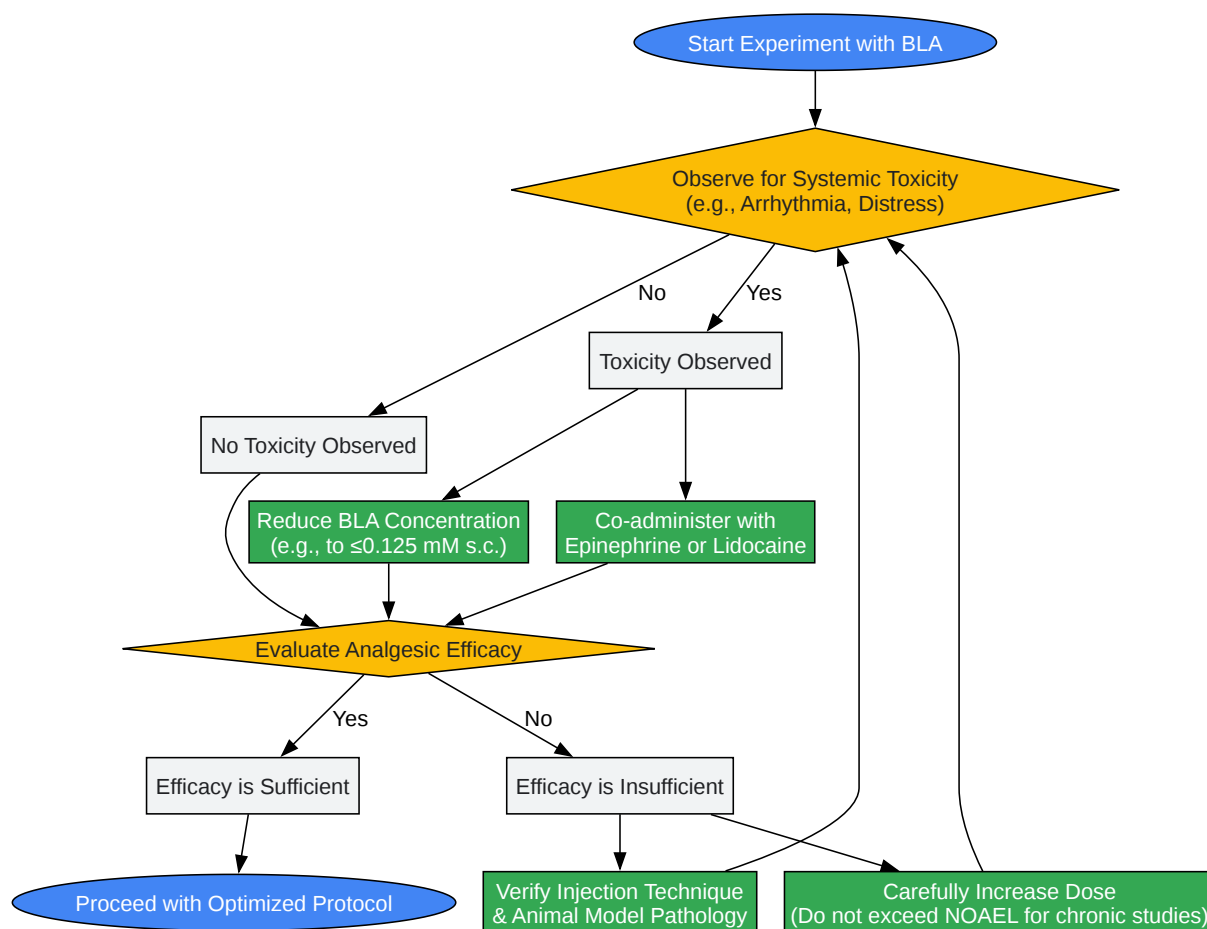 Start Experiment with BLA
Observe for Systemic Toxicity
(e.g., Arrhythmia, Distress)
No
Yes
Toxicity Observed
No Toxicity Observed
Reduce BLA Concentration
(e.g., to ≤0.125 mM s.c.)
Co-administer with
Epinephrine or Lidocaine
Evaluate Analgesic Efficacy
Yes
No
Efficacy is Sufficient
Efficacy is Insufficient
Proceed with Optimized Protocol
Verify Injection Technique
& Animal Model Pathology
Carefully Increase Dose
(Do not exceed NOAEL for chronic studies)